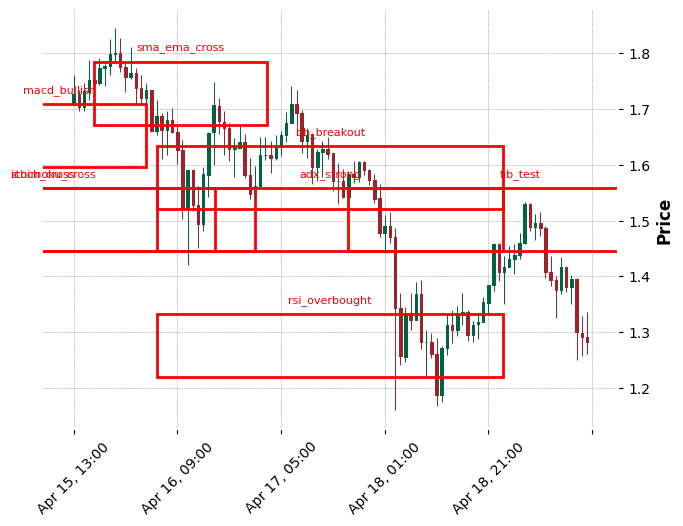 sma_ema_cross
macd_bullish
bb_breakout
adx_strong
fib_test
rsi_overbought
1.8
1.7
1.6
1.5
1.4
1.3
1.2
Price
Apr 15, 13:00
Apr 16, 09:00
Apr 17, 05:00
Apr 18, 01:00
Apr 18, 21:00